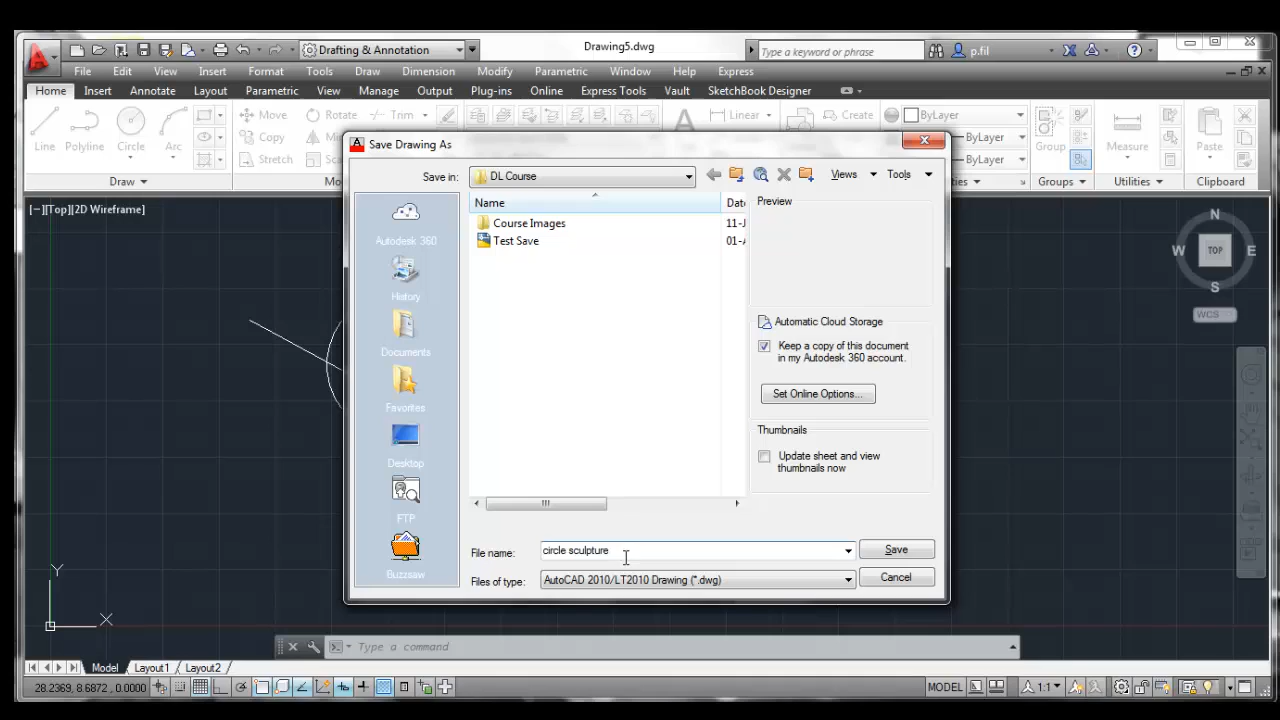 Drafting & Annotation
Drawing5.dwg
Type a keyword or phrase
p.fil
File Edit View Insert Format Tools Draw Dimension Modify Parametric Window Help Express
Home Insert Annotate Layout Parametric View Manage Output Plug-ins Online Express Tools Vault SketchBook Designer
Line Polyline Circle Arc
Move
Copy
Stretch
Rotate
Trim
Linear
Create
ByLayer
ByLayer
ByLayer
Group
Measure
Paste
Draw
Groups
Utilities
Clipboard
Save Drawing As
Save in: DL Course
Views Tools
[−][Top][2D Wireframe]
Autodesk 360
History
Documents
Favorites
Desktop
FTP
Buzzsaw
Name
Course Images 11-J
Test Save 01-A
Preview
Automatic Cloud Storage
Keep a copy of this document
in my Autodesk 360 account.
Set Online Options...
Thumbnails
Update sheet and view
thumbnails now
File name: circle sculpture
Save
Files of type: AutoCAD 2010/LT2010 Drawing (*.dwg)
Cancel
N
W TOP E
S
WCS
Y
X
Type a command
Model Layout1 Layout2
28.2369, 8.6872, 0.0000
MODEL
1:1